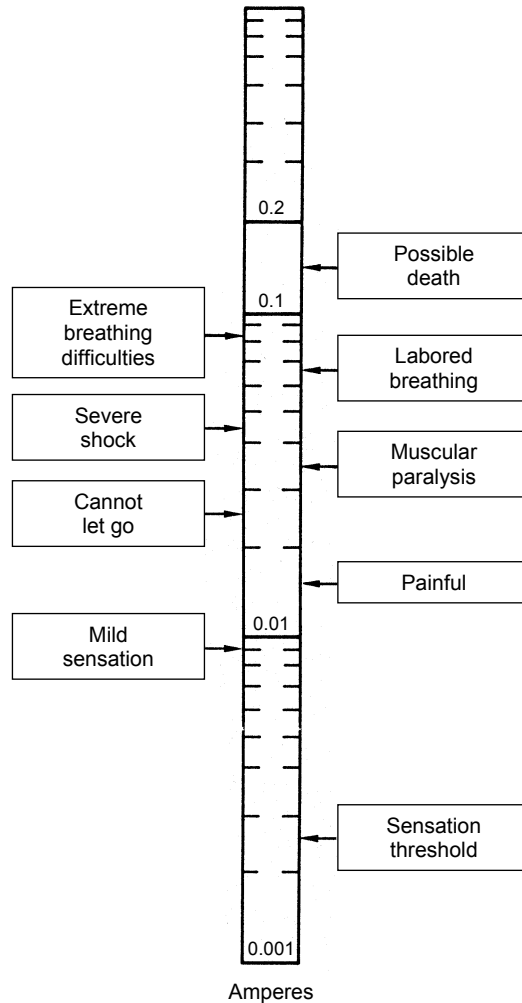 0.2
Possible
death
0.1
Extreme
breathing
difficulties
Labored
breathing
Severe
shock
Muscular
paralysis
Cannot
let go
Painful
0.01
Mild
sensation
Sensation
threshold
0.001
Amperes